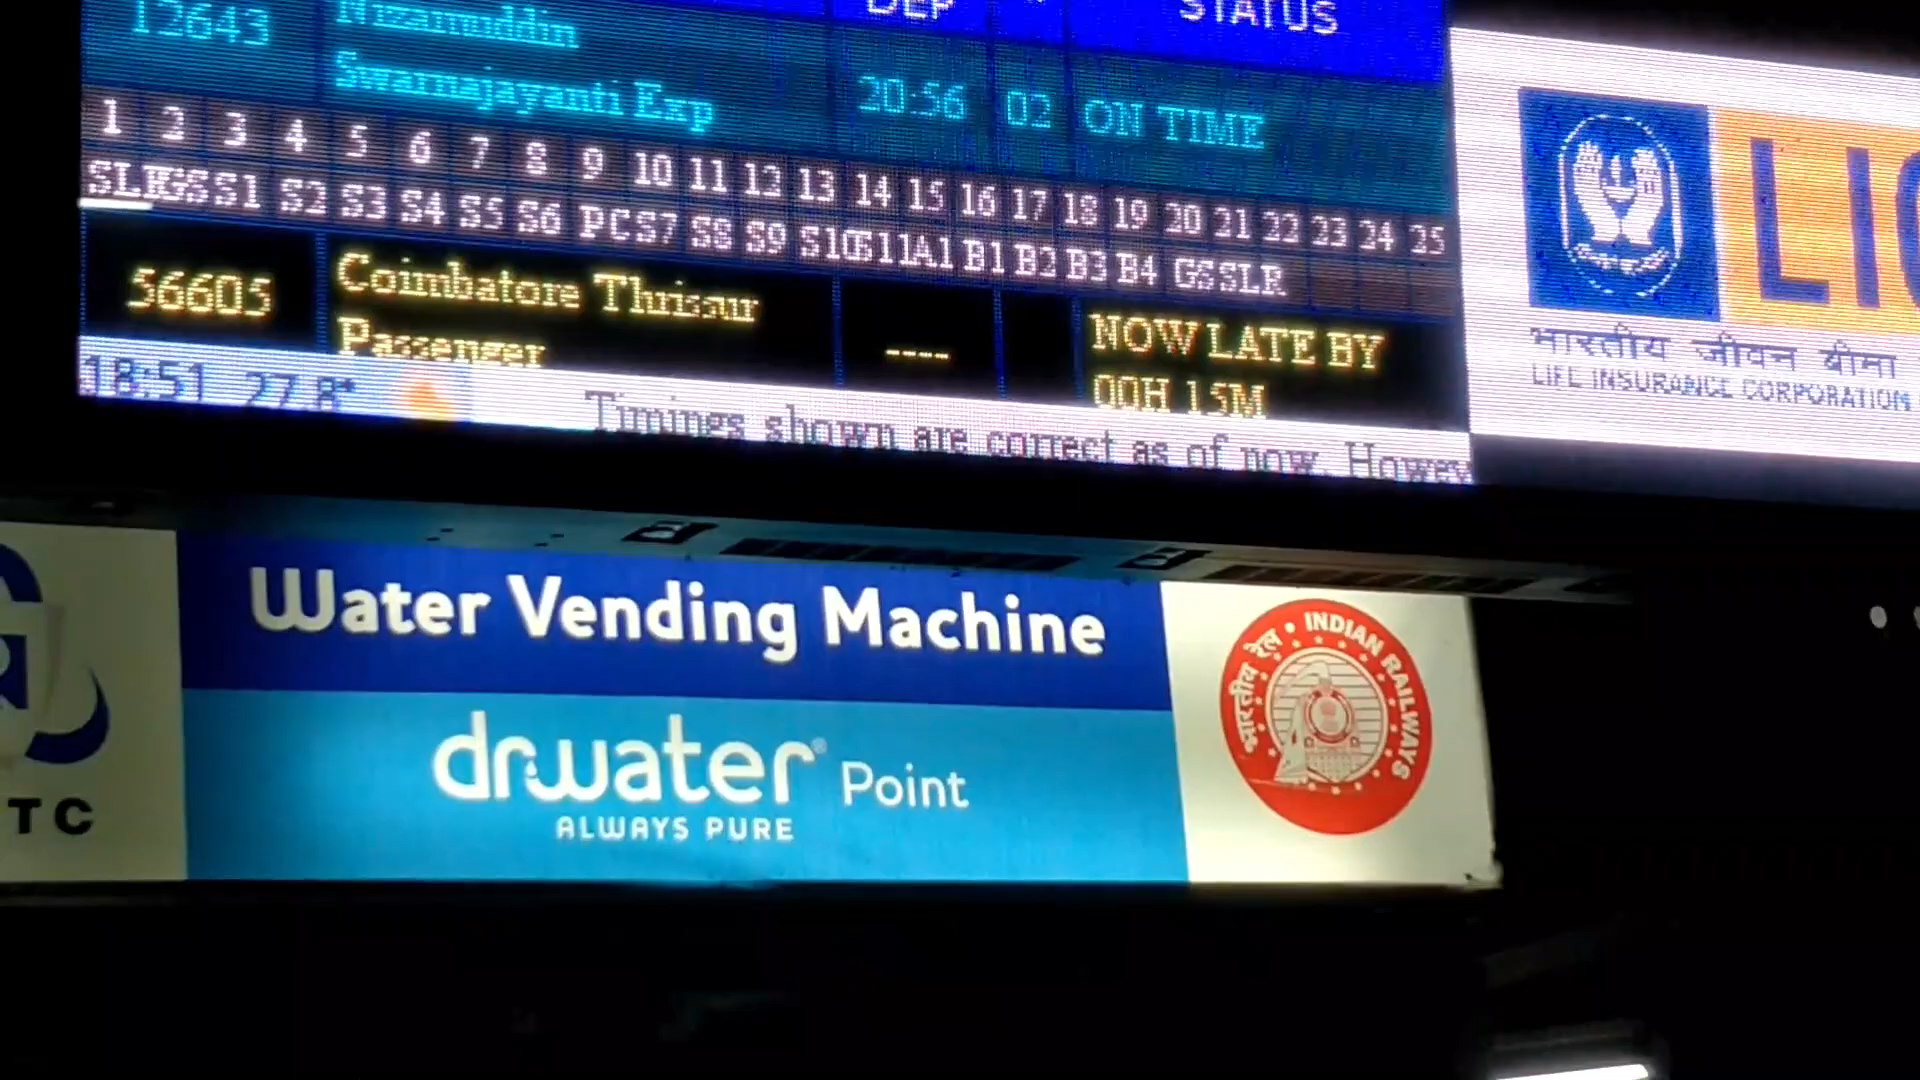 DEP STATUS
12643 Nizamuddin
Swarnajayanti Exp 20:56 02 ON TIME
1 2 3 4 5 6 7 8 9 10 11 12 13 14 15 16 17 18 19 20 21 22 23 24 25
SLR GS S1 S2 S3 S4 S5 S6 PC S7 S8 S9 S10 S11 A1 B1 B2 B3 B4 GS SLR
56605 Coimbatore Thrissur
Passenger ---- NOW LATE BY
00H 15M
18:51 27.8° Timings shown are correct as of now. Howev
LIC
भारतीय जीवन बीमा
LIFE INSURANCE CORPORATION
Water Vending Machine
drwater® Point
ALWAYS PURE
भारतीय रेल • INDIAN RAILWAYS
TC